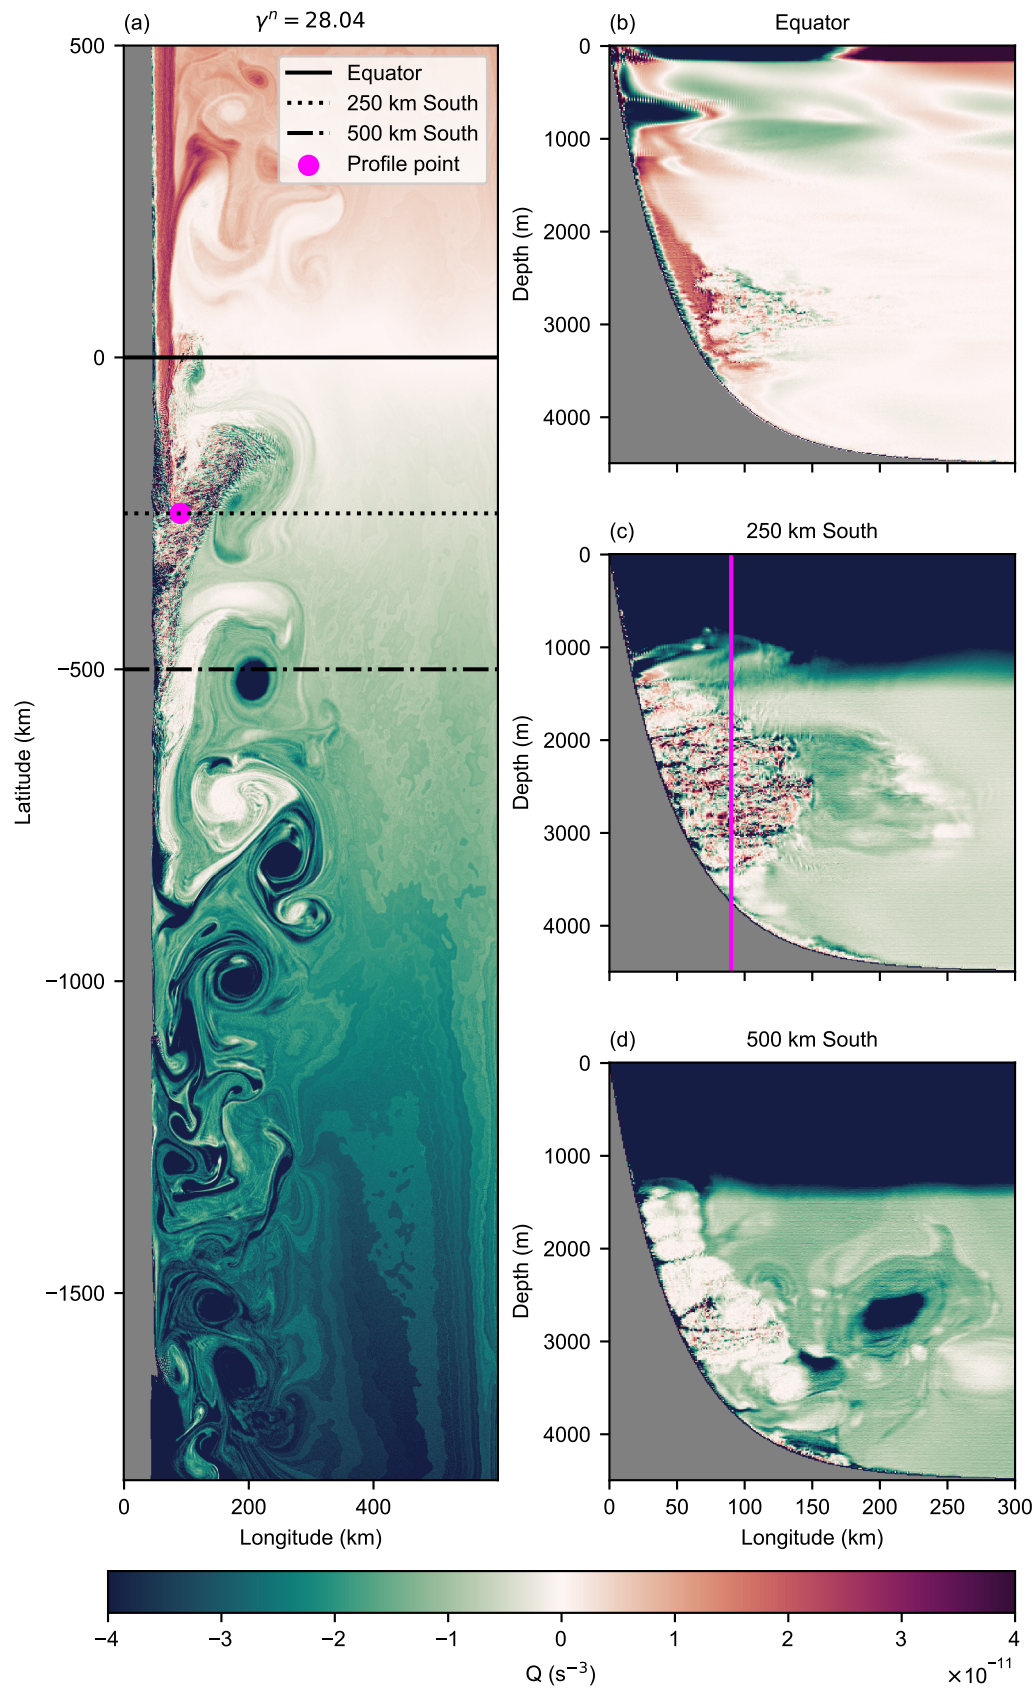 (a)
γⁿ = 28.04
500
0
−500
−1000
−1500
Latitude (km)
0
200
400
Longitude (km)
Equator
250 km South
500 km South
Profile point
(b)
Equator
0
1000
2000
3000
4000
Depth (m)
(c)
250 km South
0
1000
2000
3000
4000
Depth (m)
(d)
500 km South
0
1000
2000
3000
4000
Depth (m)
0
50
100
150
200
250
300
Longitude (km)
−4
−3
−2
−1
0
1
2
3
4
Q (s⁻³)
×10⁻¹¹